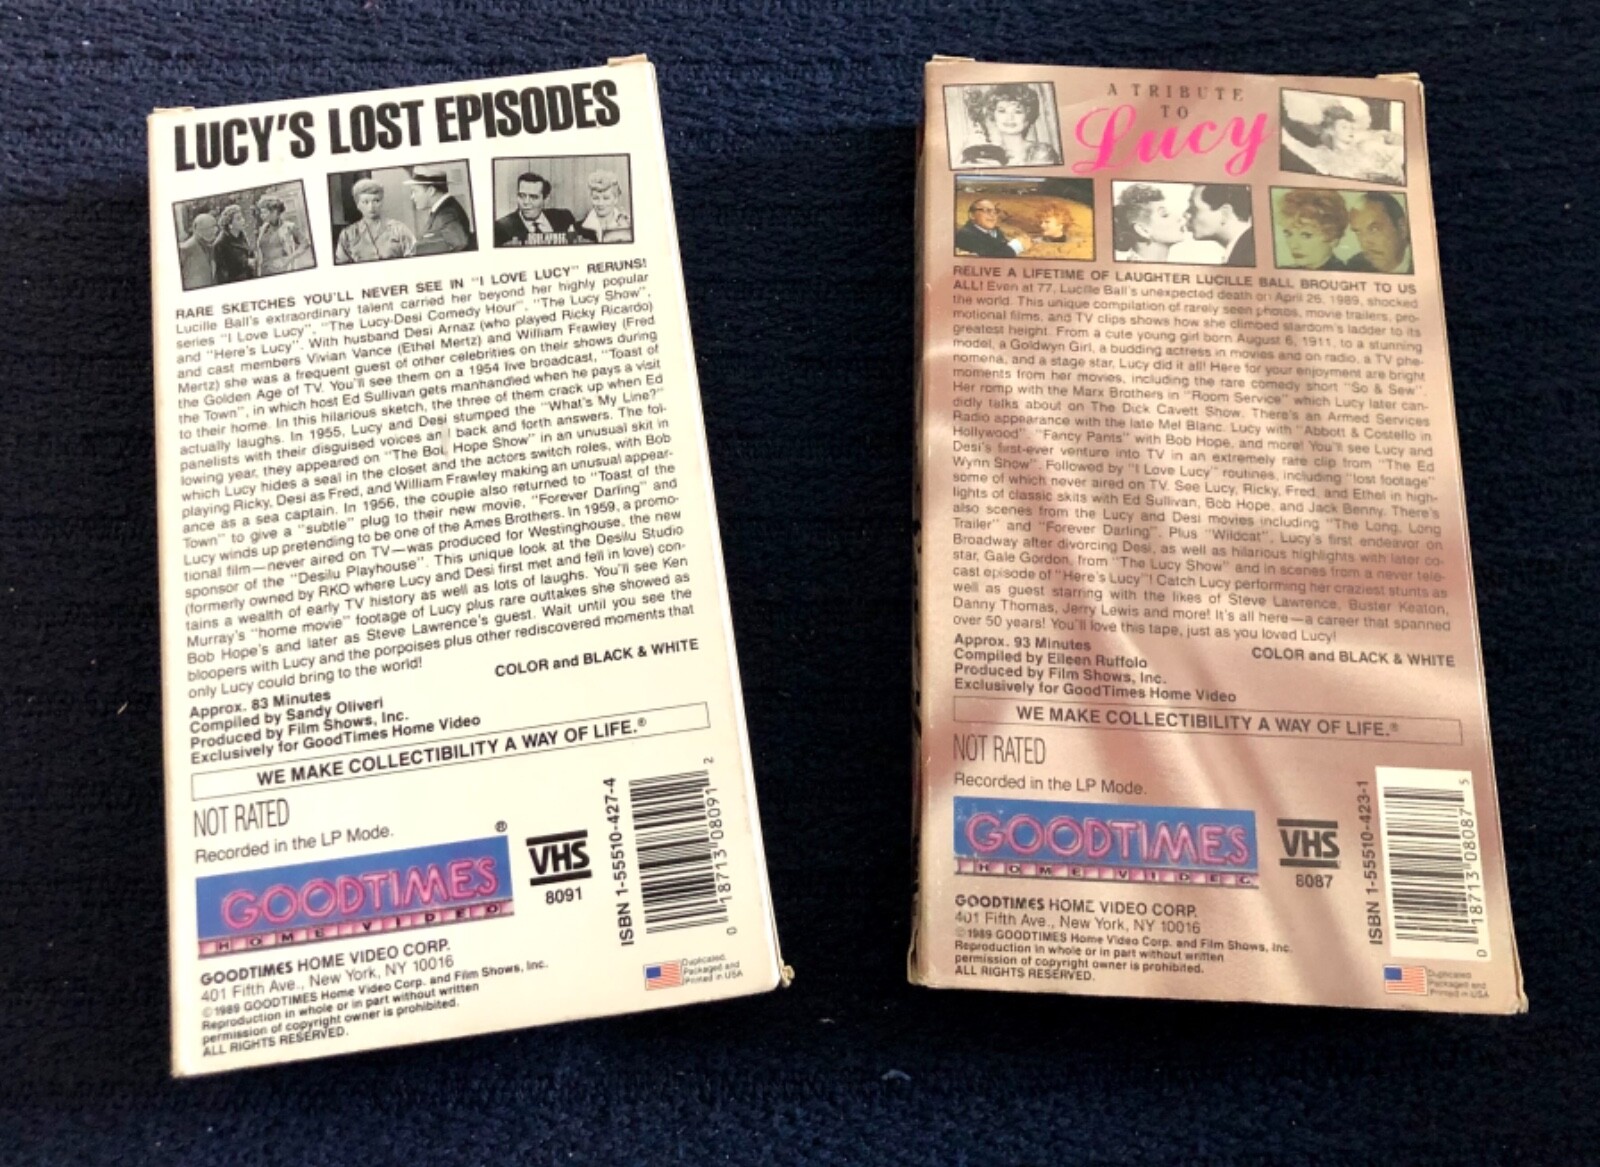 LUCY'S LOST EPISODES
DESI ARNAZ
RARE SKETCHES YOU'LL NEVER SEE IN "I LOVE LUCY" RERUNS!
Lucille Ball's extraordinary talent carried her beyond her highly popular
series "I Love Lucy", "The Lucy-Desi Comedy Hour", "The Lucy Show",
and "Here's Lucy". With husband Desi Arnaz (who played Ricky Ricardo)
and cast members Vivian Vance (Ethel Mertz) and William Frawley (Fred
Mertz) she was a frequent guest of other celebrities on their shows during
the Golden Age of TV. You'll see them on a 1954 live broadcast, "Toast of
the Town", in which host Ed Sullivan gets manhandled when he pays a visit
to their home. In this hilarious sketch, the three of them crack up when Ed
actually laughs. In 1955, Lucy and Desi stumped the "What's My Line?"
panelists with their disguised voices an back and forth answers. The fol-
lowing year, they appeared on "The Bob Hope Show" in an unusual skit in
which Lucy hides a seal in the closet and the actors switch roles, with Bob
playing Ricky, Desi as Fred, and William Frawley making an unusual appear-
ance as a sea captain. In 1956, the couple also returned to "Toast of the
Town" to give a "subtle" plug to their new movie, "Forever Darling" and
Lucy winds up pretending to be one of the Ames Brothers. In 1959, a promo-
tional film—never aired on TV—was produced for Westinghouse, the new
sponsor of the "Desilu Playhouse". This unique look at the Desilu Studio
(formerly owned by RKO where Lucy and Desi first met and fell in love) con-
tains a wealth of early TV history as well as lots of laughs. You'll see Ken
Murray's "home movie" footage of Lucy plus rare outtakes she showed as
Bob Hope's and later as Steve Lawrence's guest. Wait until you see the
bloopers with Lucy and the porpoises plus other rediscovered moments that
only Lucy could bring to the world!
COLOR and BLACK & WHITE
Approx. 83 Minutes
Compiled by Sandy Oliveri
Produced by Film Shows, Inc.
Exclusively for GoodTimes Home Video
WE MAKE COLLECTIBILITY A WAY OF LIFE.®
NOT RATED
Recorded in the LP Mode.
GOODTIMES ®
HOME VIDEO
VHS
8091
ISBN 1-55510-427-4
0 18713 08091 2
GOODTIMES HOME VIDEO CORP.
401 Fifth Ave., New York, NY 10016
©1989 GOODTIMES Home Video Corp. and Film Shows, Inc.
Reproduction in whole or in part without written
permission of copyright owner is prohibited.
ALL RIGHTS RESERVED.
Duplicated,
Packaged and
Printed in USA
A TRIBUTE
TO
Lucy
RELIVE A LIFETIME OF LAUGHTER LUCILLE BALL BROUGHT TO US
ALL! Even at 77, Lucille Ball's unexpected death on April 26, 1989, shocked
the world. This unique compilation of rarely seen photos, movie trailers, pro-
motional films, and TV clips shows how she climbed stardom's ladder to its
greatest height. From a cute young girl born August 6, 1911, to a stunning
model, a Goldwyn Girl, a budding actress in movies and on radio, a TV phe-
nomena, and a stage star, Lucy did it all! Here for your enjoyment are bright
moments from her movies, including the rare comedy short "So & Sew".
Her romp with the Marx Brothers in "Room Service" which Lucy later can-
didly talks about on The Dick Cavett Show. There's an Armed Services
Radio appearance with the late Mel Blanc. Lucy with "Abbott & Costello in
Hollywood". "Fancy Pants" with Bob Hope, and more! You'll see Lucy and
Desi's first-ever venture into TV in an extremely rare clip from "The Ed
Wynn Show". Followed by "I Love Lucy" routines, including "lost footage"
some of which never aired on TV. See Lucy, Ricky, Fred, and Ethel in high-
lights of classic skits with Ed Sullivan, Bob Hope, and Jack Benny. There's
also scenes from the Lucy and Desi movies including "The Long, Long
Trailer" and "Forever Darling". Plus "Wildcat", Lucy's first endeavor on
Broadway after divorcing Desi, as well as hilarious highlights with later co-
star, Gale Gordon, from "The Lucy Show" and in scenes from a never tele-
cast episode of "Here's Lucy"! Catch Lucy performing her craziest stunts as
well as guest starring with the likes of Steve Lawrence, Buster Keaton,
Danny Thomas, Jerry Lewis and more! It's all here—a career that spanned
over 50 years! You'll love this tape, just as you loved Lucy!
Approx. 93 Minutes
COLOR and BLACK & WHITE
Compiled by Eileen Ruffolo
Produced by Film Shows, Inc.
Exclusively for GoodTimes Home Video
WE MAKE COLLECTIBILITY A WAY OF LIFE.®
NOT RATED
Recorded in the LP Mode.
GOODTIMES
HOME VIDEO
VHS
8087
ISBN 1-55510-423-1
0 18713 08087 5
GOODTIMES HOME VIDEO CORP.
401 Fifth Ave., New York, NY 10016
©1989 GOODTIMES Home Video Corp. and Film Shows, Inc.
Reproduction in whole or in part without written
permission of copyright owner is prohibited.
ALL RIGHTS RESERVED.
Duplicated,
Packaged and
Printed in USA